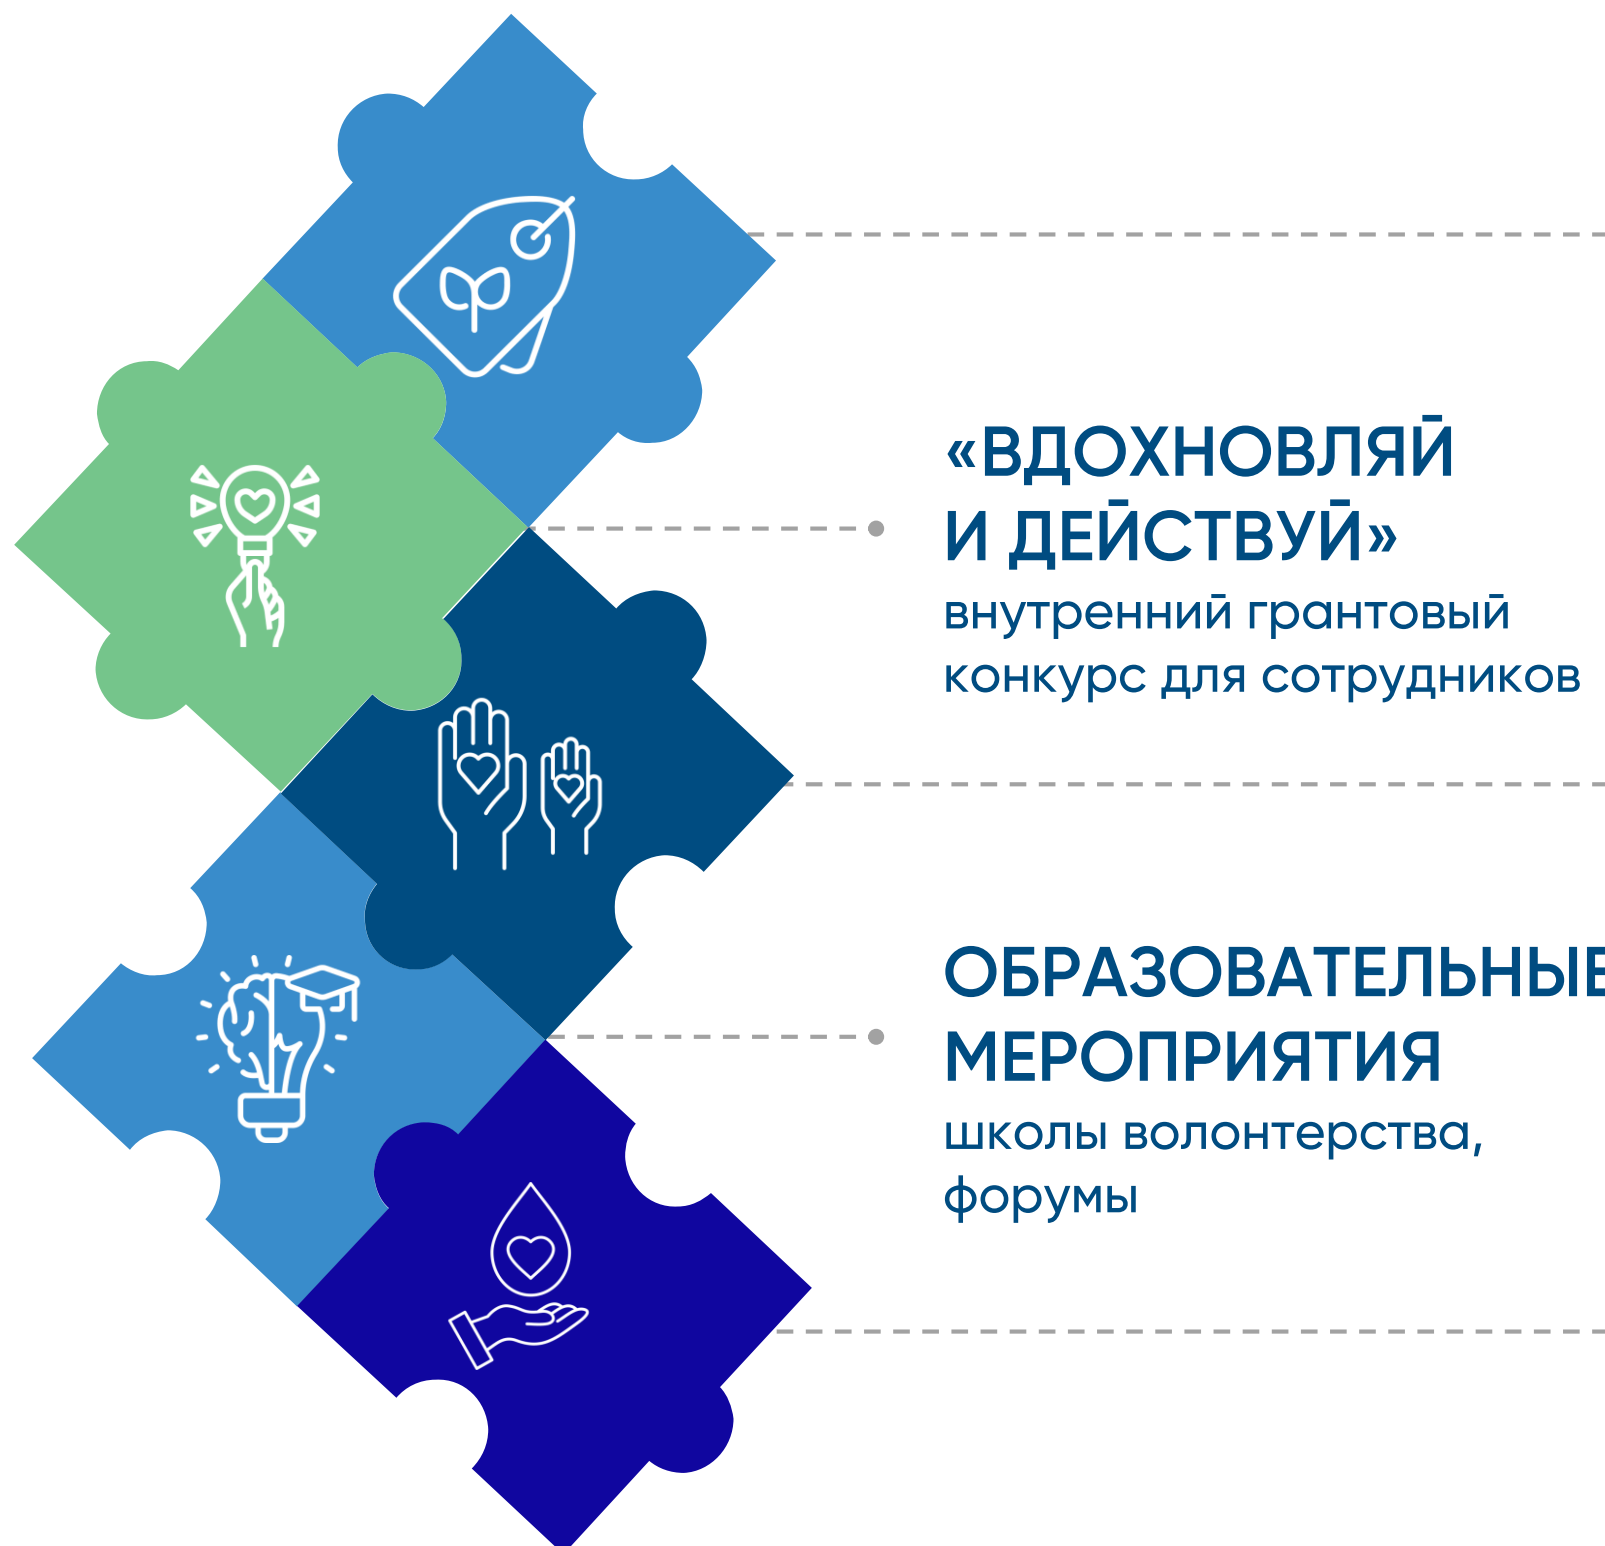 «ВДОХНОВЛЯЙ
И ДЕЙСТВУЙ»
внутренний грантовый
конкурс для сотрудников
ОБРАЗОВАТЕЛЬНЫЕ
МЕРОПРИЯТИЯ
школы волонтерства,
форумы